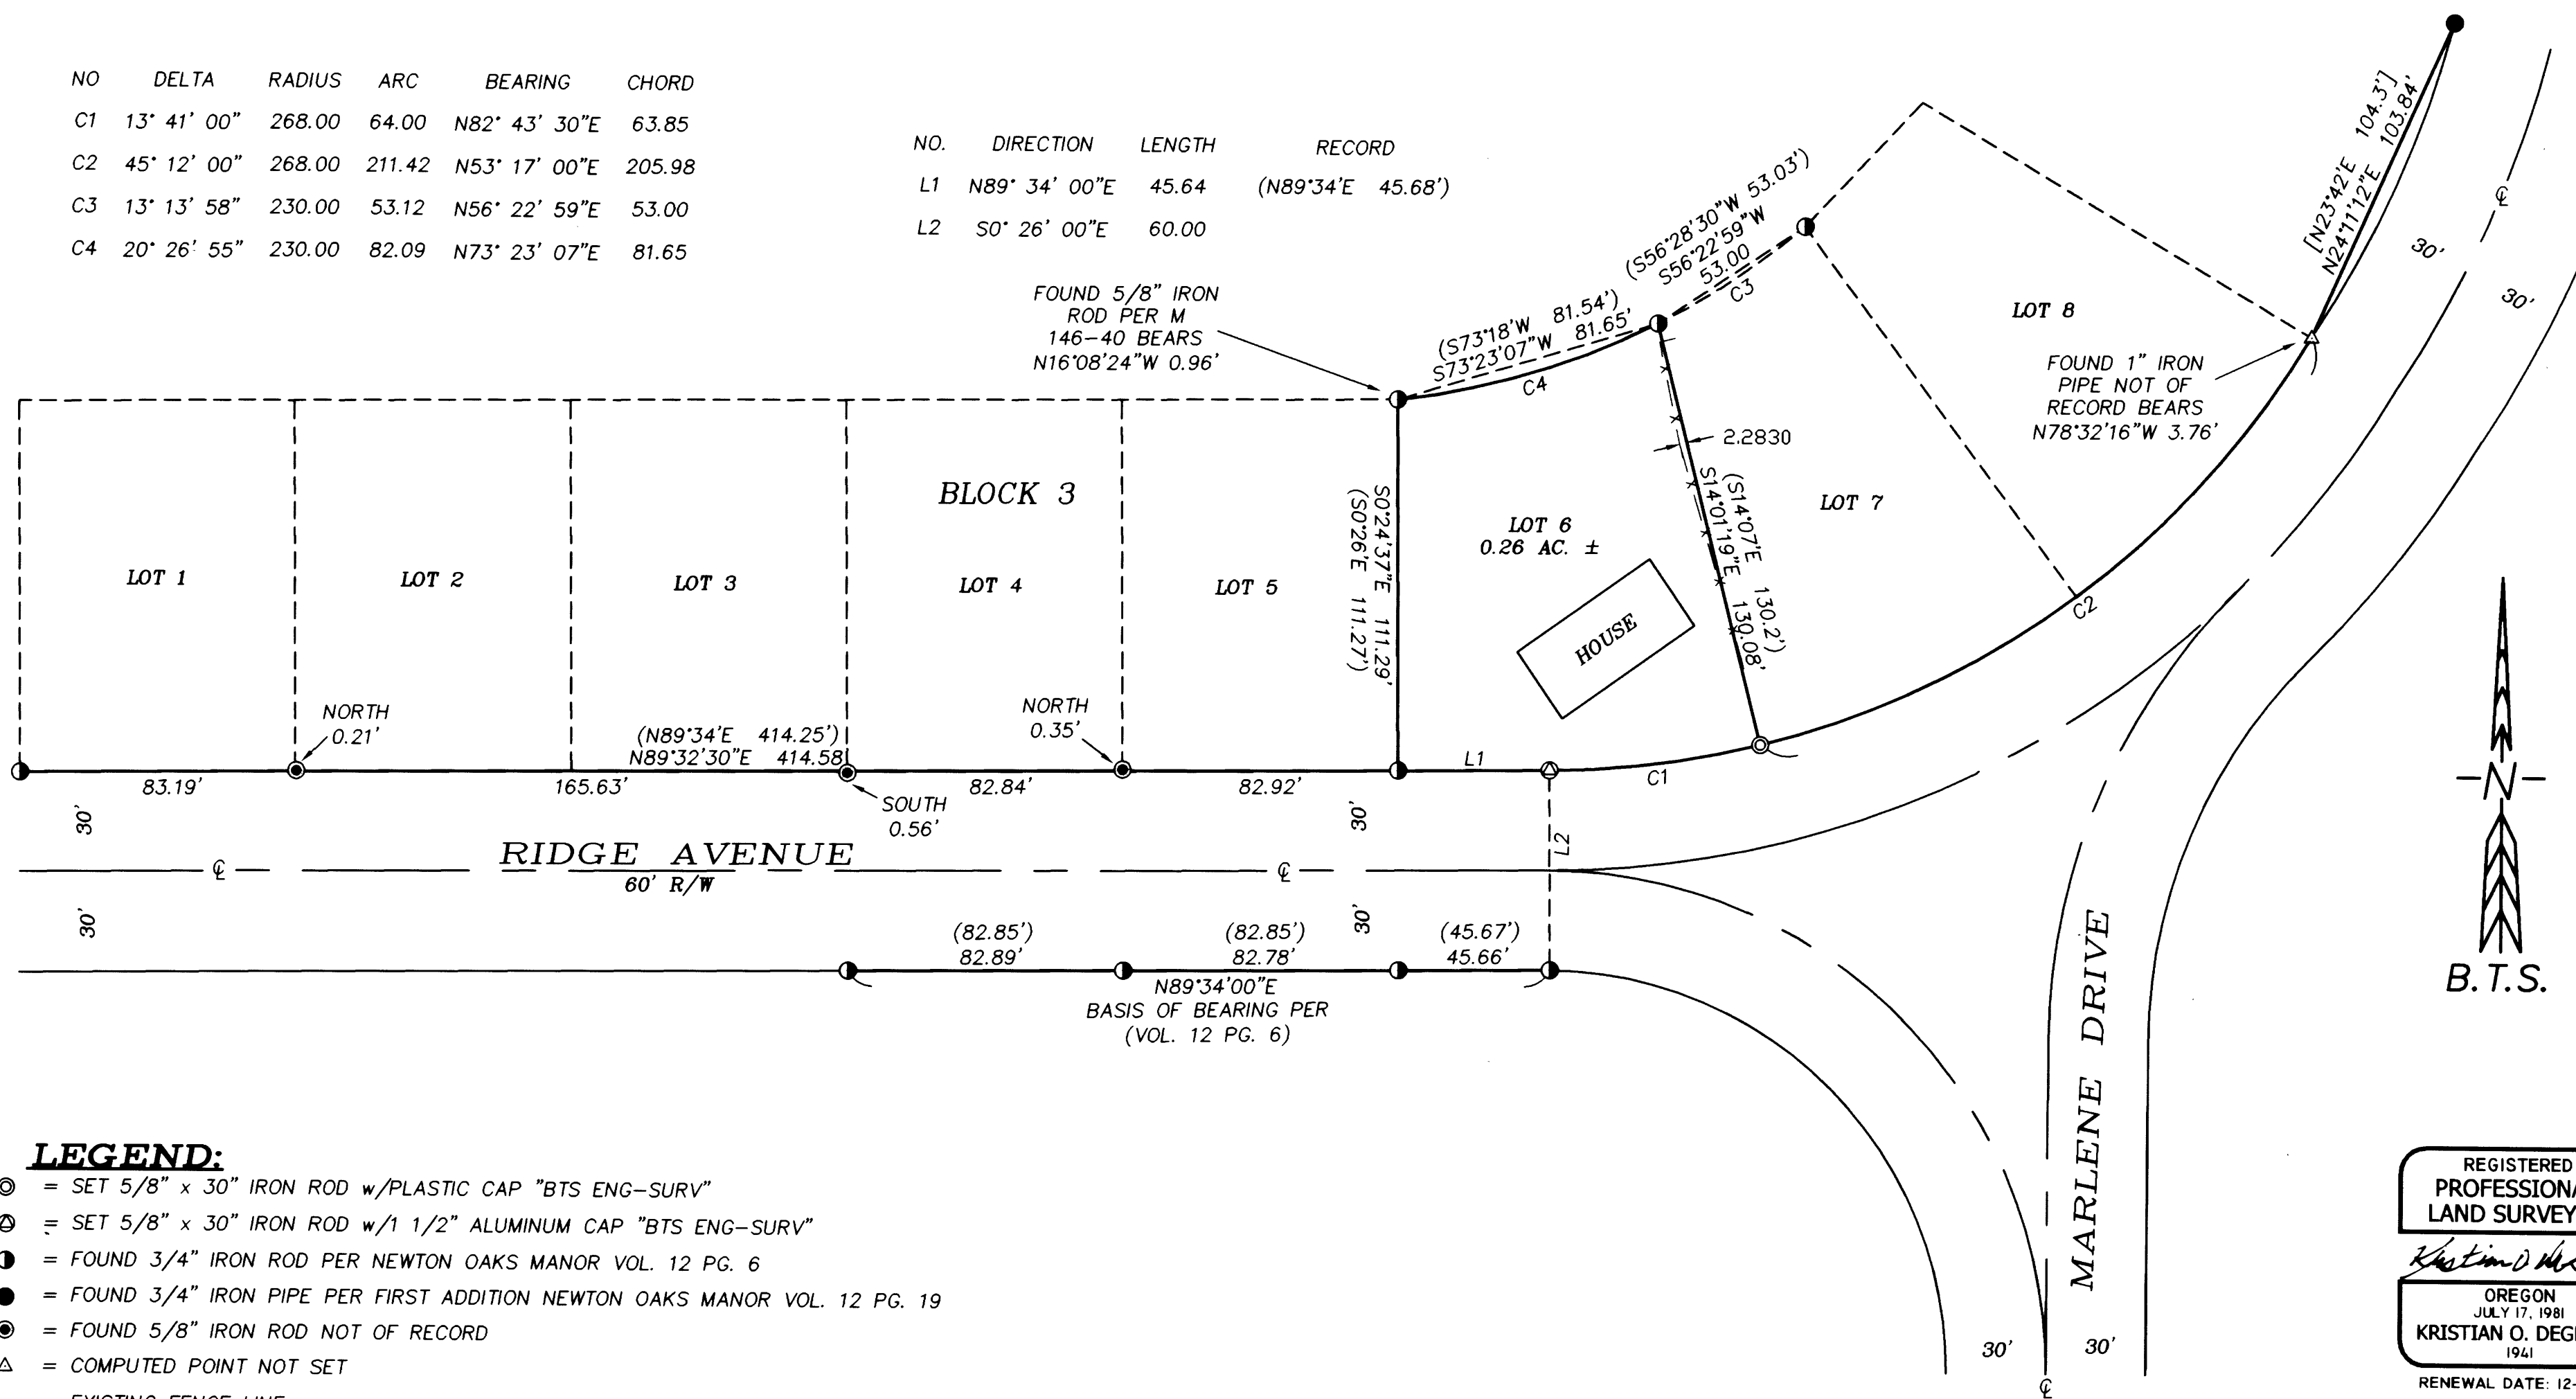 NO DELTA RADIUS ARC BEARING CHORD
C1 13° 41' 00" 268.00 64.00 N82° 43' 30"E 63.85
C2 45° 12' 00" 268.00 211.42 N53° 17' 00"E 205.98
C3 13° 13' 58" 230.00 53.12 N56° 22' 59"E 53.00
C4 20° 26' 55" 230.00 82.09 N73° 23' 07"E 81.65
NO. DIRECTION LENGTH RECORD
L1 N89° 34' 00"E 45.64 (N89°34'E 45.68')
L2 S0° 26' 00"E 60.00
FOUND 5/8" IRON
ROD PER M
146-40 BEARS
N16°08'24"W 0.96'
(S73°18'W 81.54')
S73°23'07"W 81.65'
C4
(S56°28'30"W 53.03')
S56°22'59"W
53.00
C3
[N23°42'E 104.3']
N24°11'12"E 103.84'
℄
30'
30'
LOT 8
FOUND 1" IRON
PIPE NOT OF
RECORD BEARS
N78°32'16"W 3.76'
2.2830
BLOCK 3
LOT 1
LOT 2
LOT 3
LOT 4
LOT 5
LOT 6
0.26 AC. ±
LOT 7
HOUSE
S0°24'37"E 111.29'
(S0°26'E 111.27')
(S14°07'E 130.2')
S14°01'19"E 130.08'
C2
NORTH
0.21'
NORTH
0.35'
(N89°34'E 414.25')
N89°32'30"E 414.58
83.19'
165.63'
82.84'
82.92'
L1
C1
SOUTH
0.56'
30'
30'
RIDGE AVENUE
60' R/W
℄
℄
L2
30'
30'
(82.85')
82.89'
(82.85')
82.78'
(45.67')
45.66'
N89°34'00"E
BASIS OF BEARING PER
(VOL. 12 PG. 6)
MARLENE DRIVE
30'
30'
℄
N
B.T.S.
LEGEND:
= SET 5/8" x 30" IRON ROD w/PLASTIC CAP "BTS ENG-SURV"
= SET 5/8" x 30" IRON ROD w/1 1/2" ALUMINUM CAP "BTS ENG-SURV"
= FOUND 3/4" IRON ROD PER NEWTON OAKS MANOR VOL. 12 PG. 6
= FOUND 3/4" IRON PIPE PER FIRST ADDITION NEWTON OAKS MANOR VOL. 12 PG. 19
= FOUND 5/8" IRON ROD NOT OF RECORD
= COMPUTED POINT NOT SET
EXISTING FENCE LINE
REGISTERED
PROFESSIONA
LAND SURVEY
OREGON
JULY 17, 1981
KRISTIAN O. DEG
1941
RENEWAL DATE: 12-